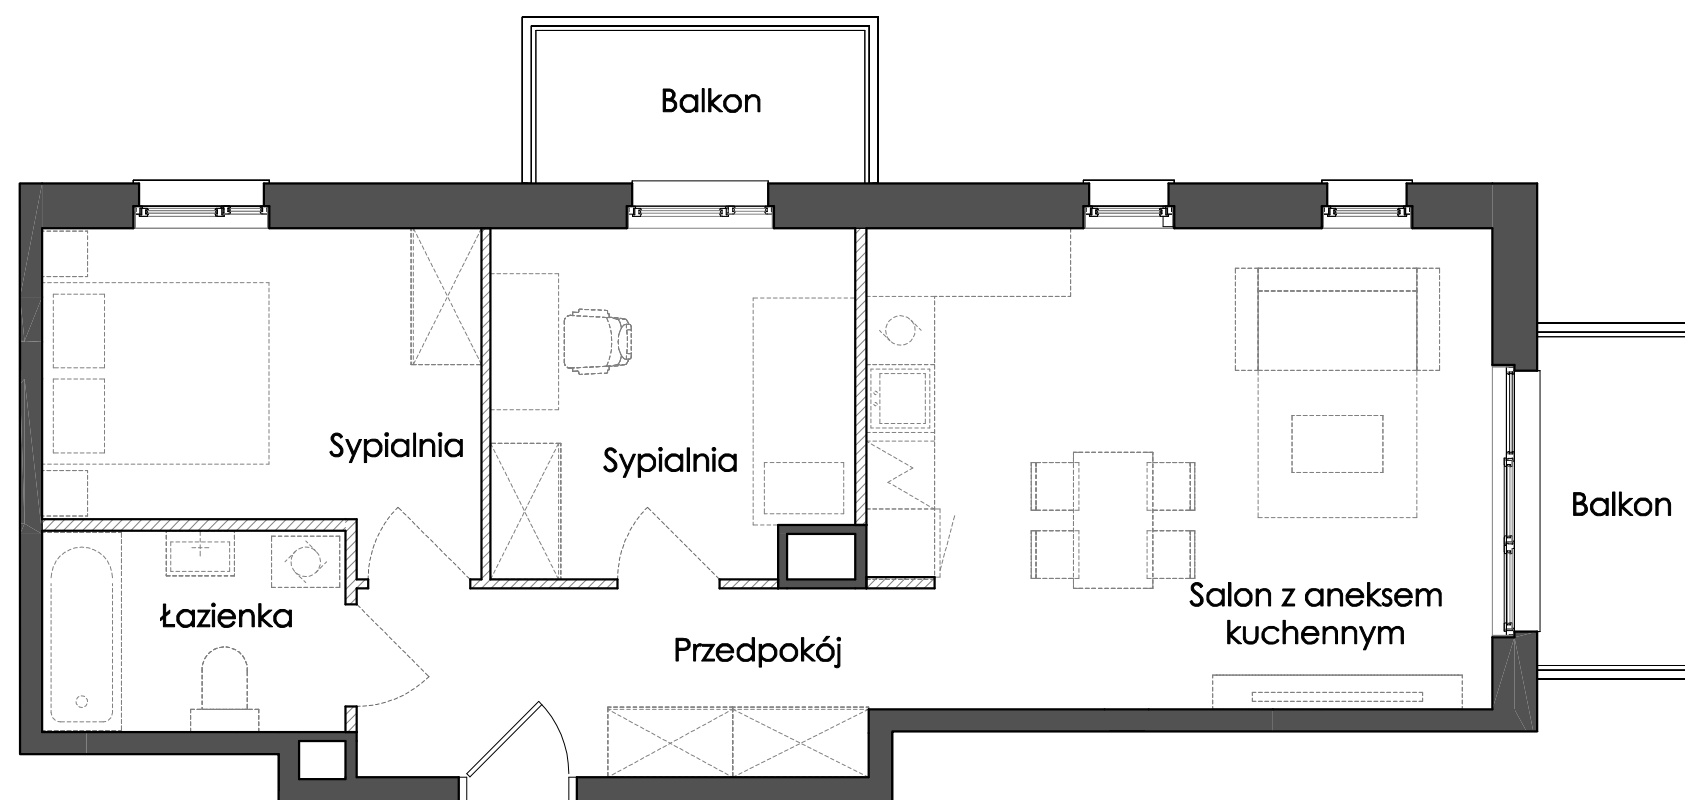 Balkon
Sypialnia
Sypialnia
Balkon
Łazienka
Salon z aneksem
kuchennym
Przedpokój